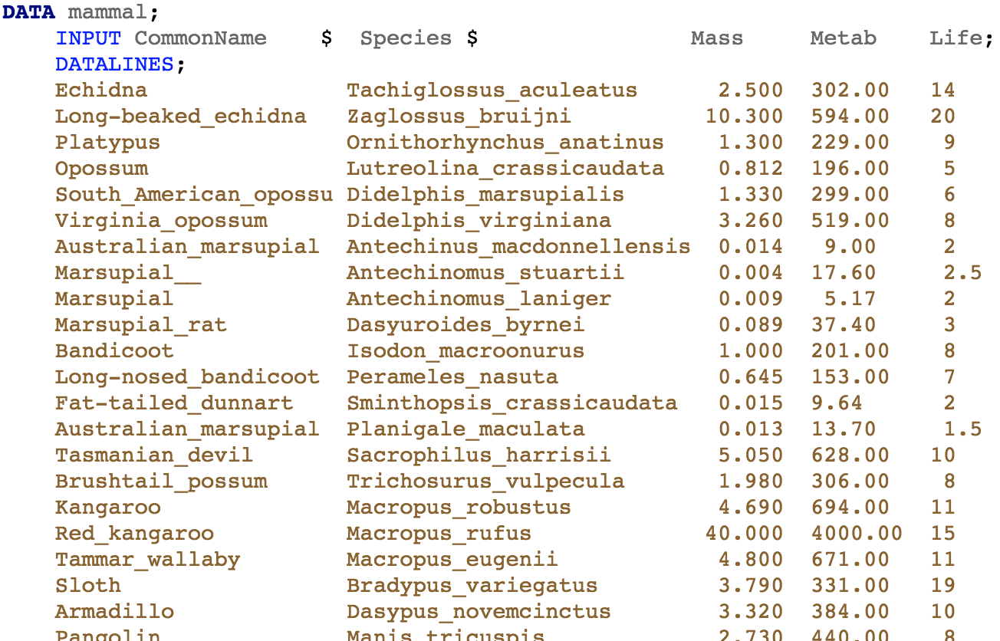 DATA mammal;
INPUT CommonName $ Species $ Mass Metab Life;
DATALINES;
Echidna Tachiglossus_aculeatus 2.500 302.00 14
Long-beaked_echidna Zaglossus_bruijni 10.300 594.00 20
Platypus Ornithorhynchus_anatinus 1.300 229.00 9
Opossum Lutreolina_crassicaudata 0.812 196.00 5
South_American_opossu Didelphis_marsupialis 1.330 299.00 6
Virginia_opossum Didelphis_virginiana 3.260 519.00 8
Australian_marsupial Antechinus_macdonnellensis 0.014 9.00 2
Marsupial__ Antechinomus_stuartii 0.004 17.60 2.5
Marsupial Antechinomus_laniger 0.009 5.17 2
Marsupial_rat Dasyuroides_byrnei 0.089 37.40 3
Bandicoot Isodon_macroonurus 1.000 201.00 8
Long-nosed_bandicoot Perameles_nasuta 0.645 153.00 7
Fat-tailed_dunnart Sminthopsis_crassicaudata 0.015 9.64 2
Australian_marsupial Planigale_maculata 0.013 13.70 1.5
Tasmanian_devil Sacrophilus_harrisii 5.050 628.00 10
Brushtail_possum Trichosurus_vulpecula 1.980 306.00 8
Kangaroo Macropus_robustus 4.690 694.00 11
Red_kangaroo Macropus_rufus 40.000 4000.00 15
Tammar_wallaby Macropus_eugenii 4.800 671.00 11
Sloth Bradypus_variegatus 3.790 331.00 19
Armadillo Dasypus_novemcinctus 3.320 384.00 10
Pangolin Manis_tricuspis 2.730 440.00 8